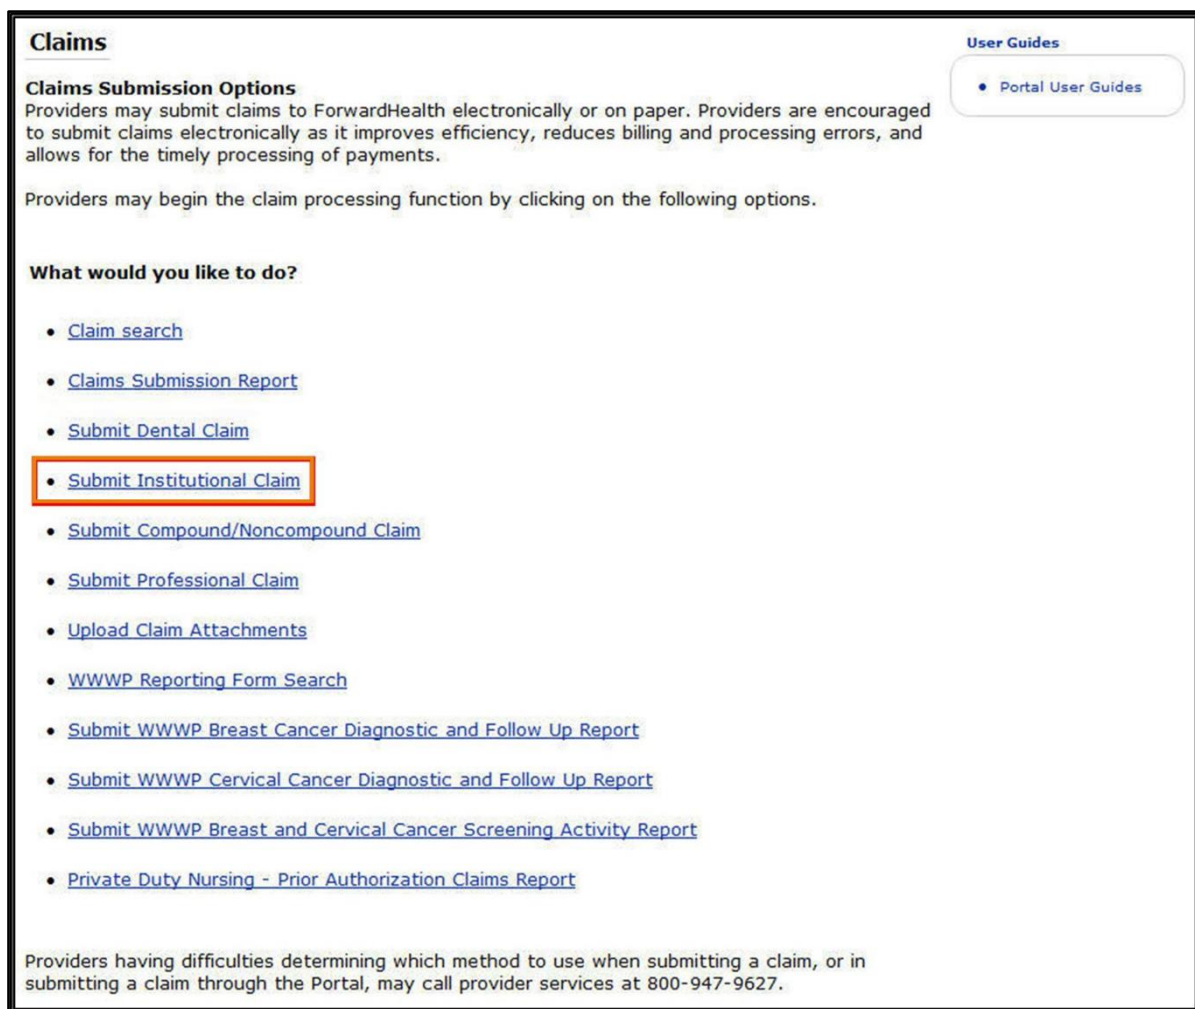 Claims
User Guides
• Portal User Guides
Claims Submission Options
Providers may submit claims to ForwardHealth electronically or on paper. Providers are encouraged
to submit claims electronically as it improves efficiency, reduces billing and processing errors, and
allows for the timely processing of payments.
Providers may begin the claim processing function by clicking on the following options.
What would you like to do?
• Claim search
• Claims Submission Report
• Submit Dental Claim
• Submit Institutional Claim
• Submit Compound/Noncompound Claim
• Submit Professional Claim
• Upload Claim Attachments
• WWWP Reporting Form Search
• Submit WWWP Breast Cancer Diagnostic and Follow Up Report
• Submit WWWP Cervical Cancer Diagnostic and Follow Up Report
• Submit WWWP Breast and Cervical Cancer Screening Activity Report
• Private Duty Nursing - Prior Authorization Claims Report
Providers having difficulties determining which method to use when submitting a claim, or in
submitting a claim through the Portal, may call provider services at 800-947-9627.